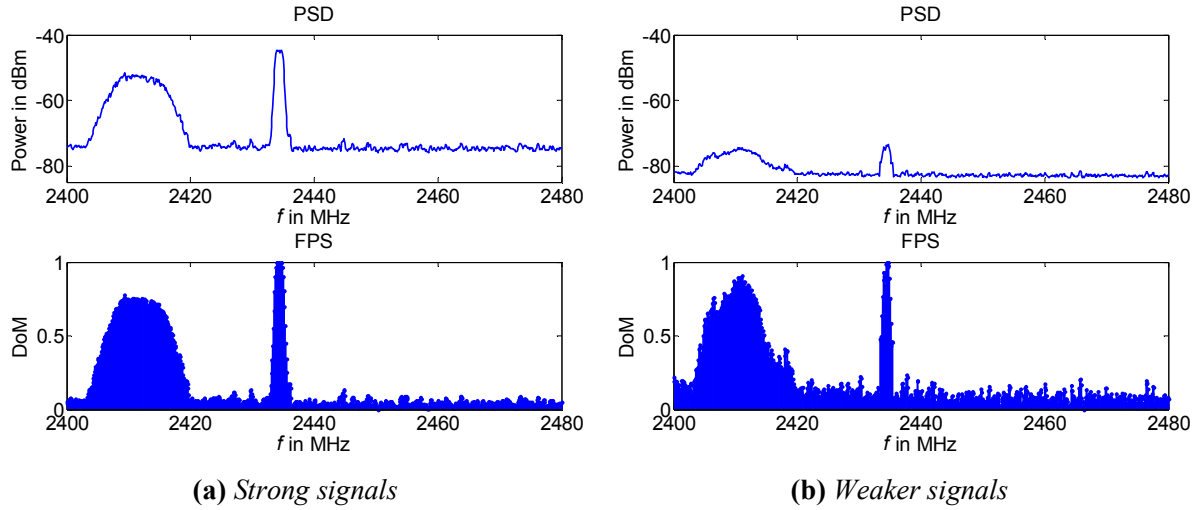 PSD
Power in dBm
-40
-60
-80
2400 2420 2440 2460 2480
f in MHz
FPS
DoM
1
0.5
0
2400 2420 2440 2460 2480
f in MHz
(a) Strong signals
PSD
Power in dBm
-40
-60
-80
2400 2420 2440 2460 2480
f in MHz
FPS
DoM
1
0.5
0
2400 2420 2440 2460 2480
f in MHz
(b) Weaker signals